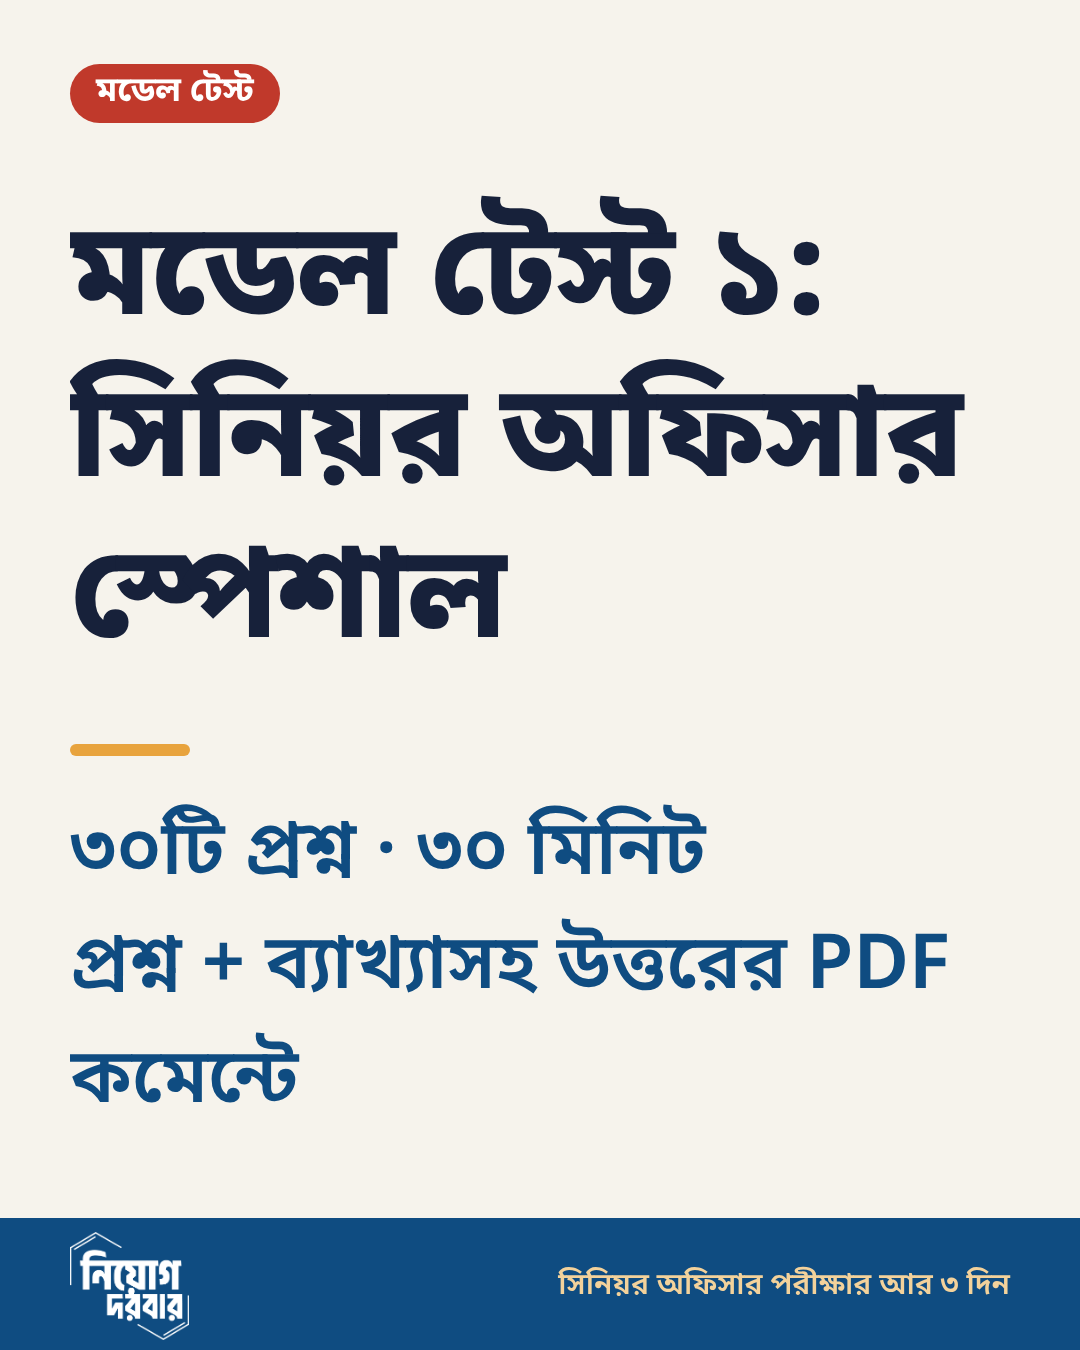 মডেল টেস্ট
মডেল টেস্ট ১:
সিনিয়র অফিসার
স্পেশাল
৩০টি প্রশ্ন · ৩০ মিনিট
প্রশ্ন + ব্যাখ্যাসহ উত্তরের PDF
কমেন্টে
নিয়োগ
দরবার
সিনিয়র অফিসার পরীক্ষার আর ৩ দিন